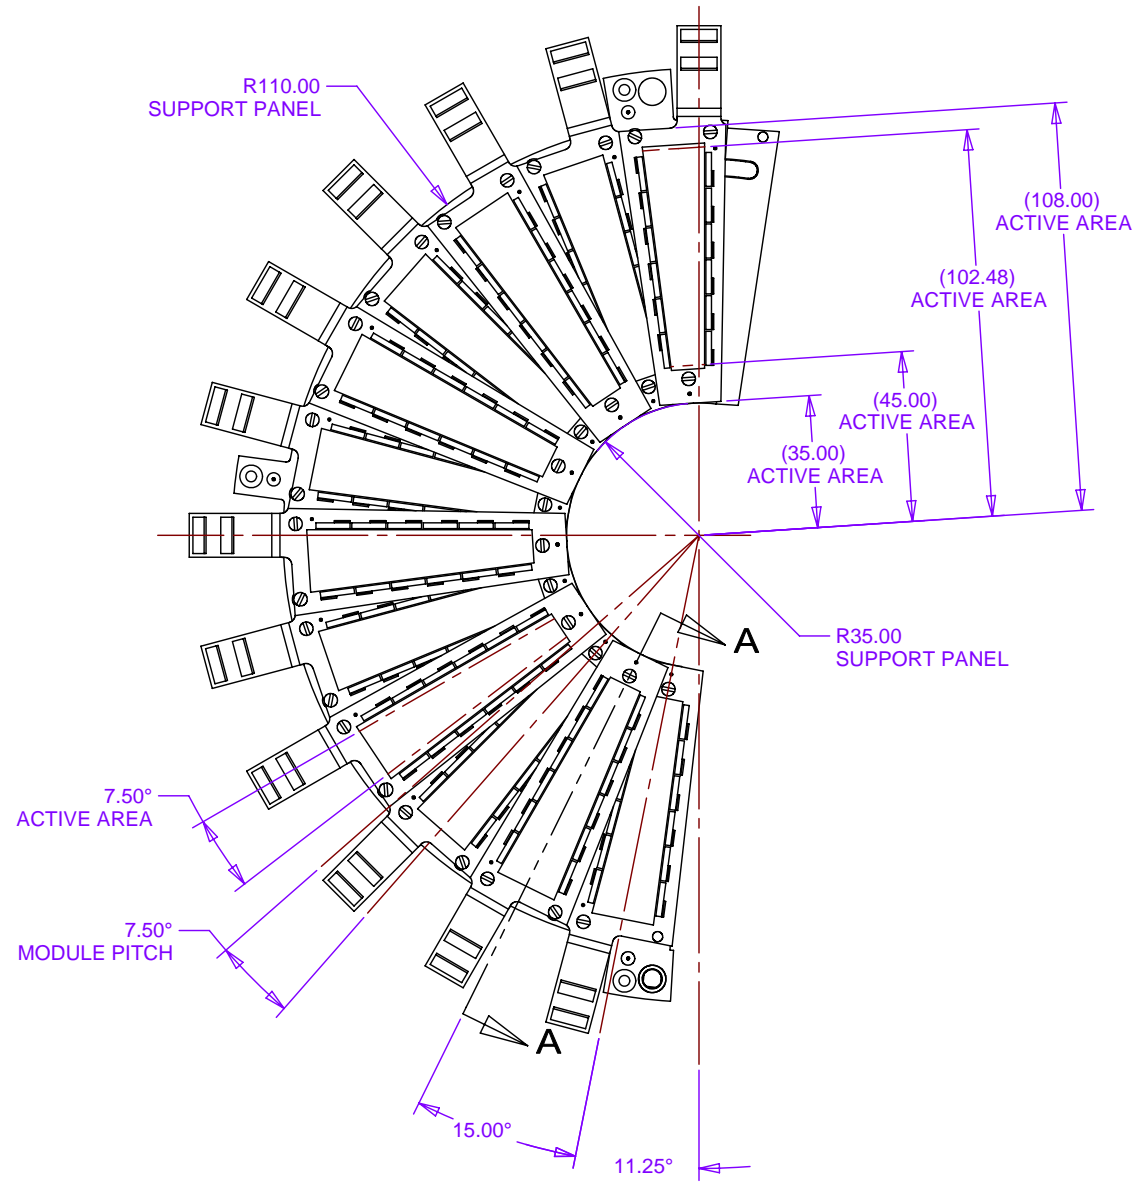 R110.00
SUPPORT PANEL
(108.00)
ACTIVE AREA
(102.48)
ACTIVE AREA
(45.00)
ACTIVE AREA
(35.00)
ACTIVE AREA
A
R35.00
SUPPORT PANEL
7.50°
ACTIVE AREA
7.50°
MODULE PITCH
A
15.00°
11.25°